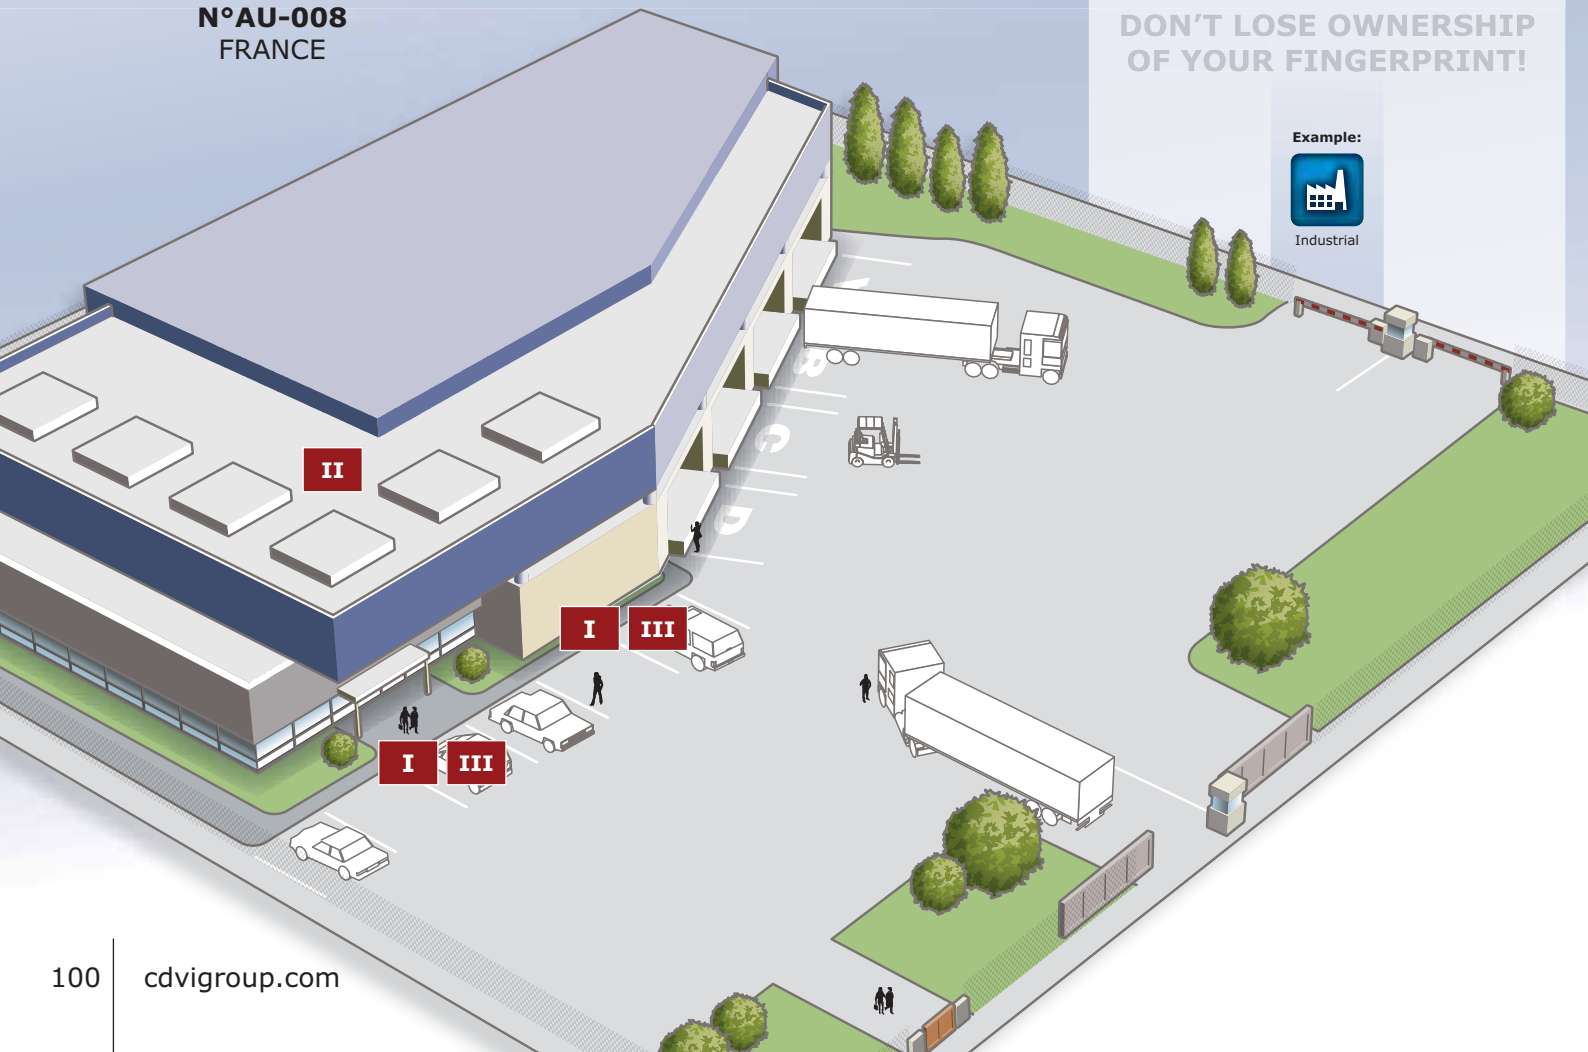 N°AU-008
FRANCE
DON'T LOSE OWNERSHIP
OF YOUR FINGERPRINT!
Example:
Industrial
A
B
C
D
II
I III
I III
100 cdvigroup.com